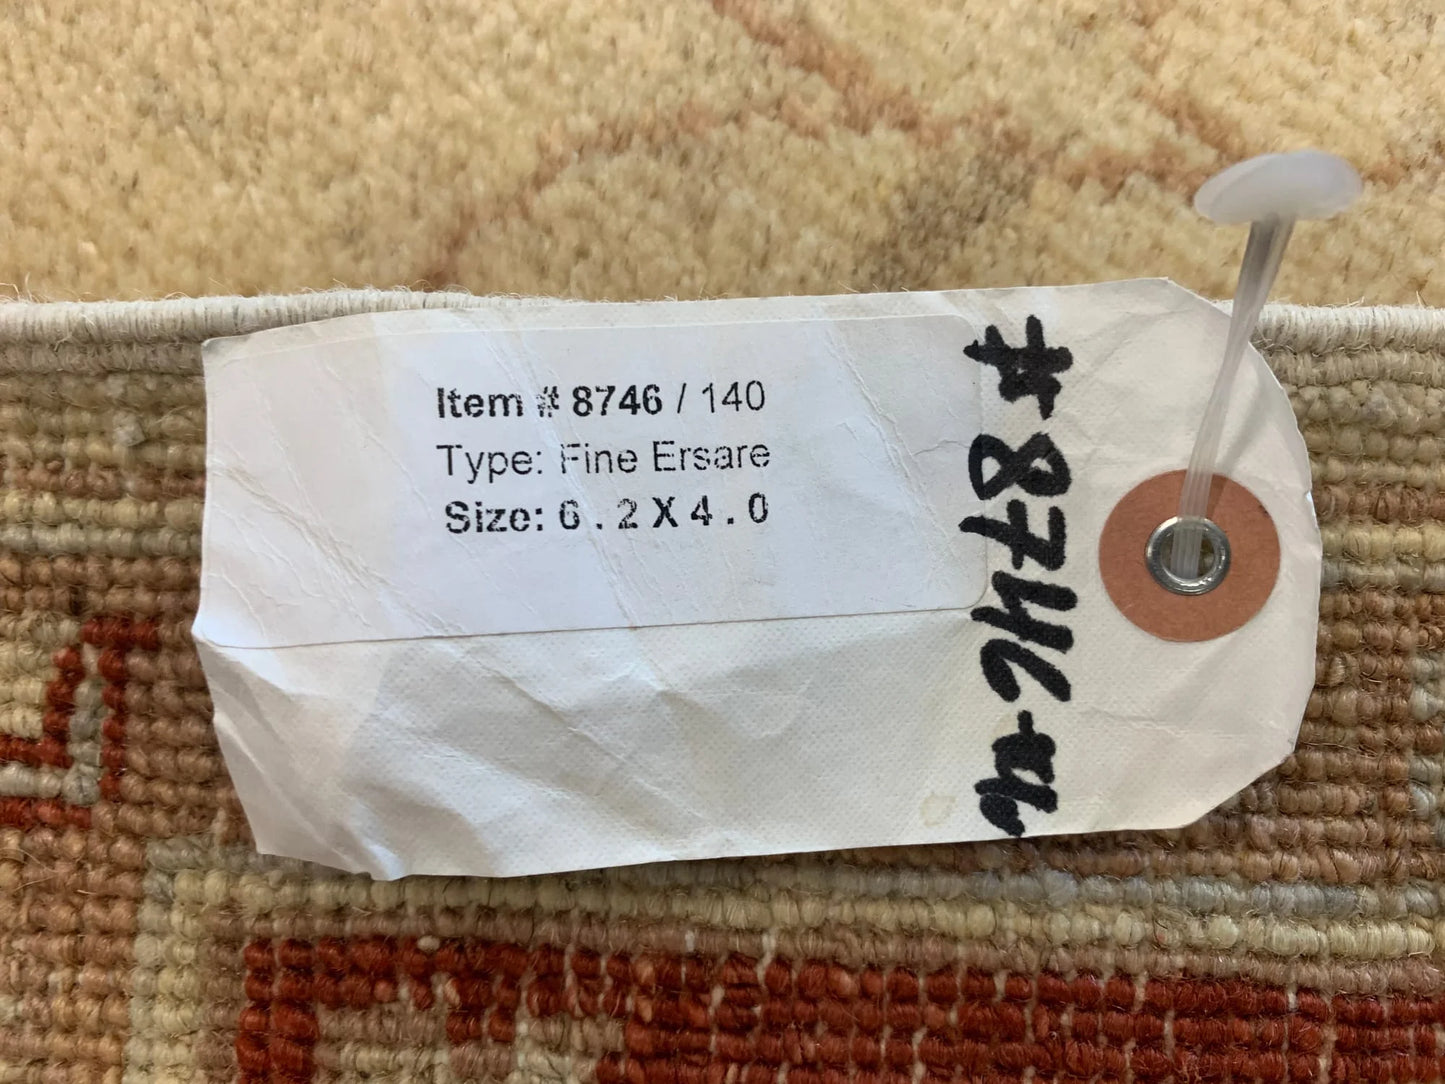 Item # 8746 / 140
Type: Fine Ersare
Size: 6 . 2 X 4 . 0
#8746-